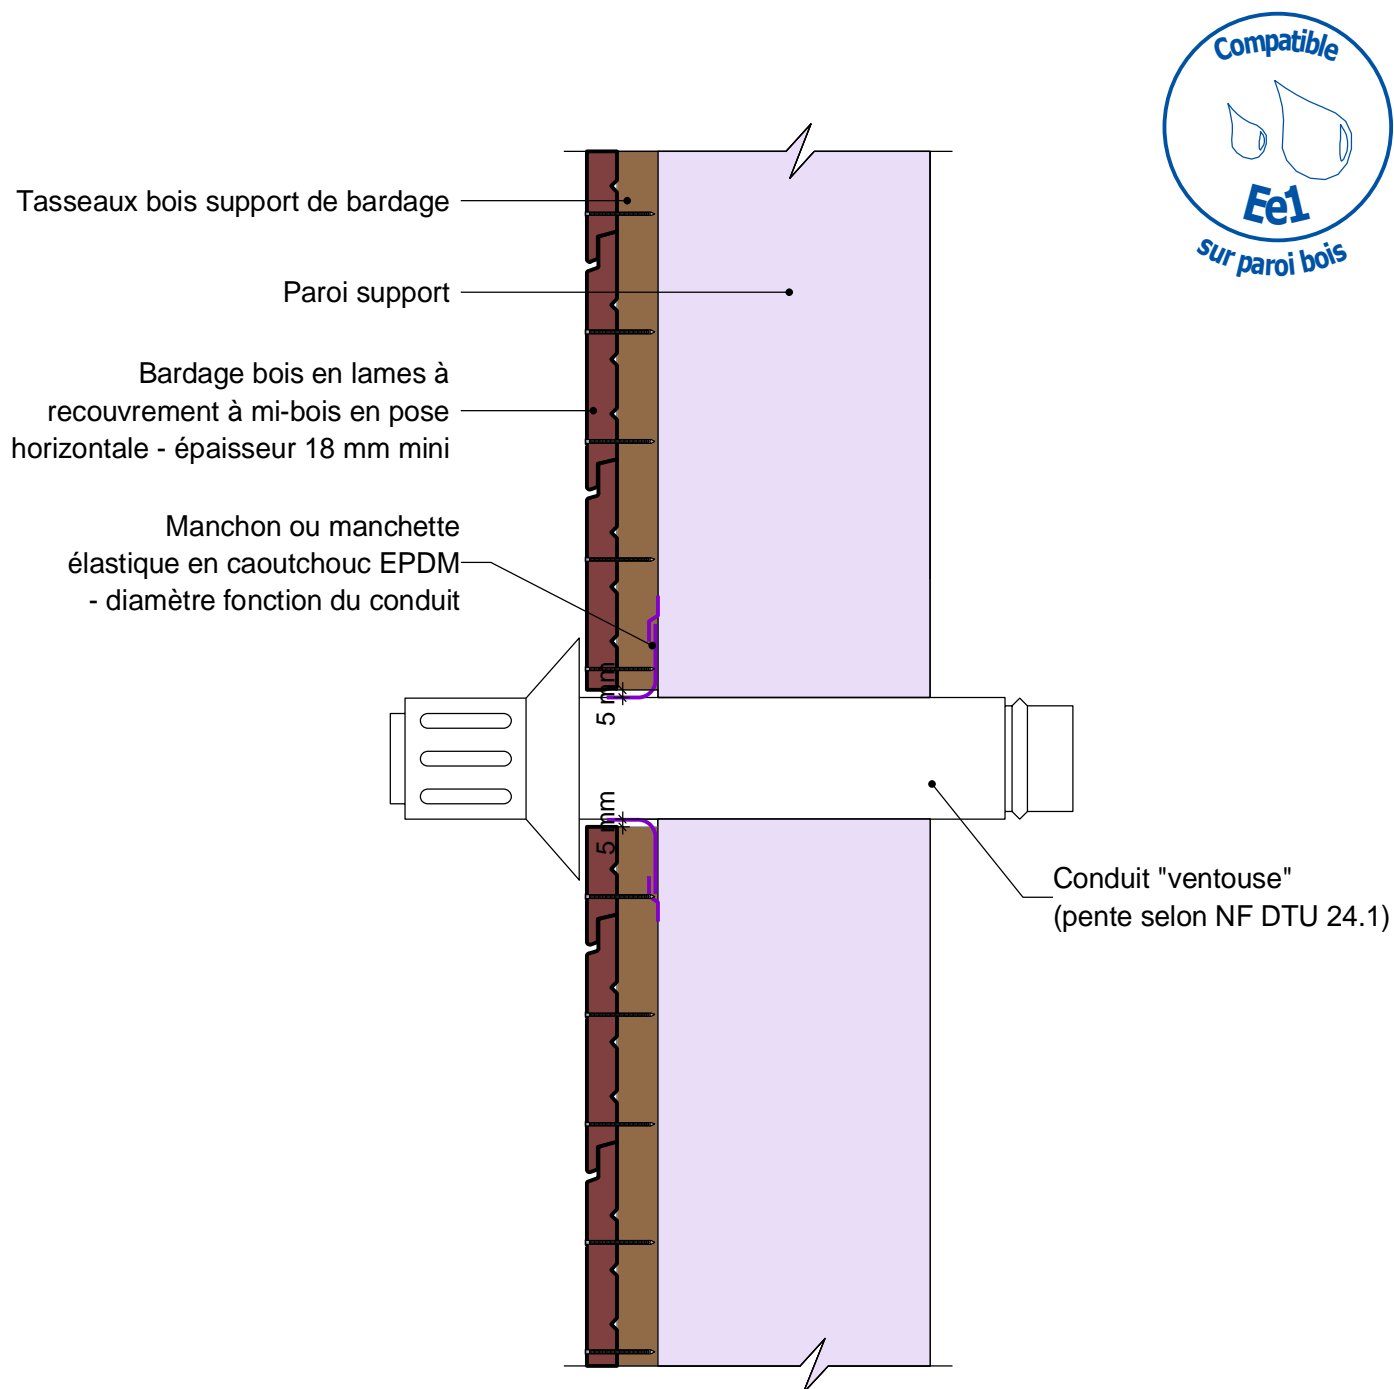 Compatible
Ee1
sur paroi bois
Tasseaux bois support de bardage
Paroi support
Bardage bois en lames à
recouvrement à mi-bois en pose
horizontale - épaisseur 18 mm mini
Manchon ou manchette
élastique en caoutchouc EPDM
- diamètre fonction du conduit
5 mm
5 mm
Conduit "ventouse"
(pente selon NF DTU 24.1)